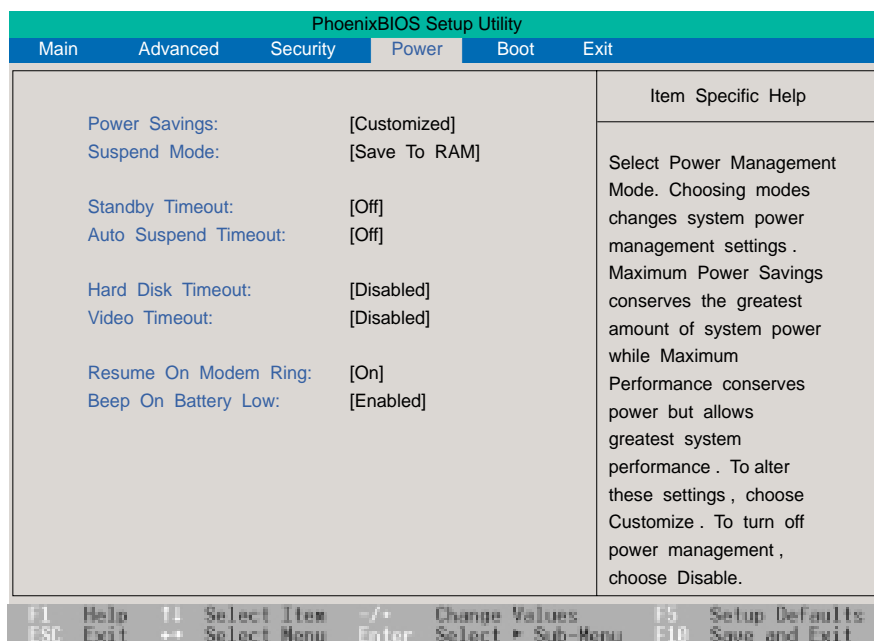 PhoenixBIOS Setup Utility
Main Advanced Security Power Boot Exit
Power Savings: [Customized]
Suspend Mode: [Save To RAM]
Standby Timeout: [Off]
Auto Suspend Timeout: [Off]
Hard Disk Timeout: [Disabled]
Video Timeout: [Disabled]
Resume On Modem Ring: [On]
Beep On Battery Low: [Enabled]
Item Specific Help
Select Power Management
Mode. Choosing modes
changes system power
management settings .
Maximum Power Savings
conserves the greatest
amount of system power
while Maximum
Performance conserves
power but allows
greatest system
performance . To alter
these settings , choose
Customize . To turn off
power management ,
choose Disable.
F1 Help ↑↓ Select Item -/+ Change Values F5 Setup Defaults
ESC Exit ↔ Select Menu Enter Select ► Sub-Menu F10 Save and Exit